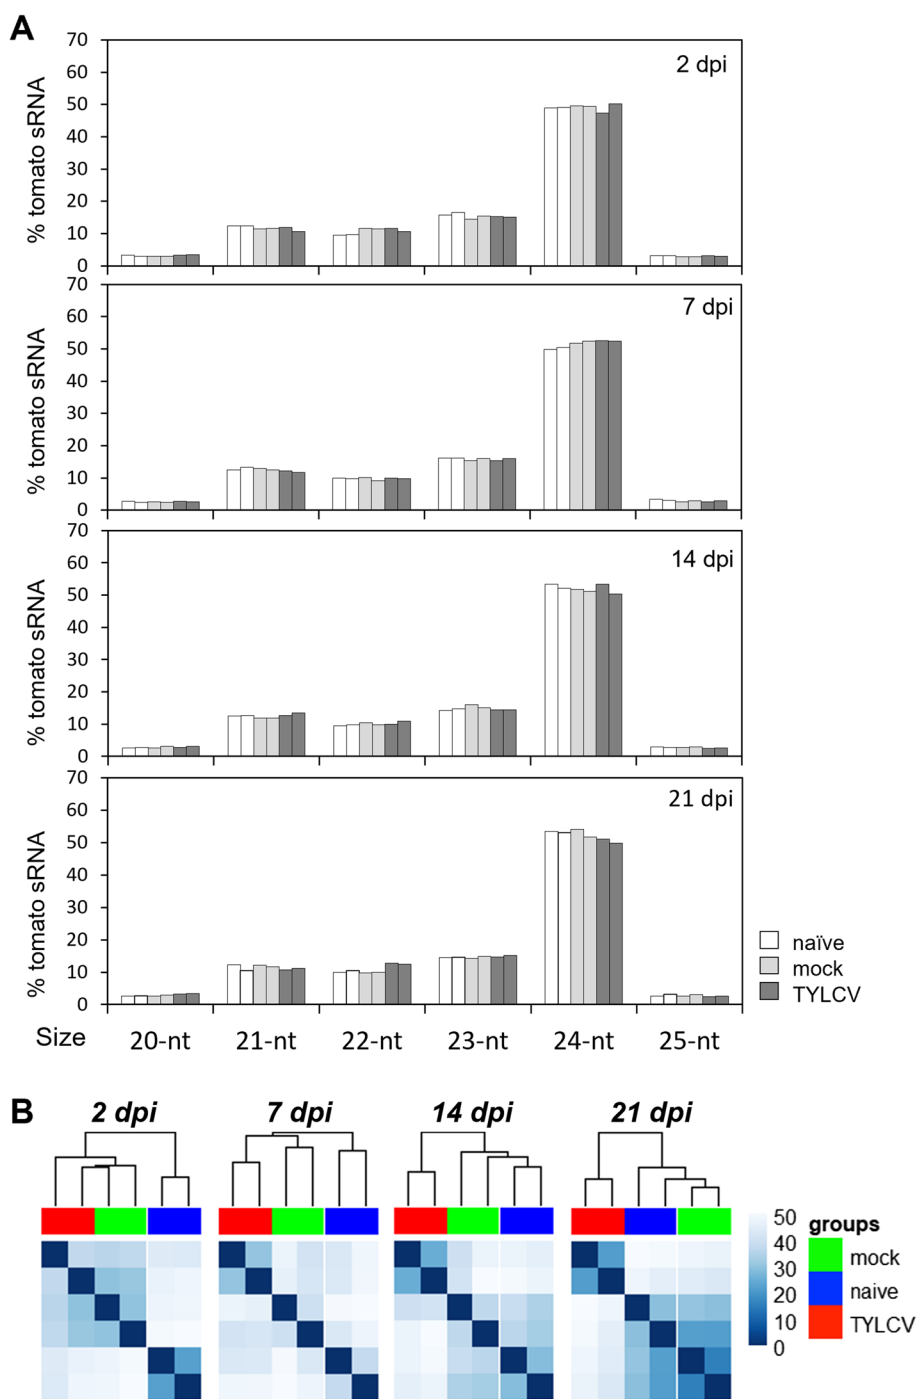 A
70
60
50
40
30
20
10
0
% tomato sRNA
2 dpi
70
60
50
40
30
20
10
0
% tomato sRNA
7 dpi
70
60
50
40
30
20
10
0
% tomato sRNA
14 dpi
70
60
50
40
30
20
10
0
% tomato sRNA
21 dpi
naïve
mock
TYLCV
Size 20-nt 21-nt 22-nt 23-nt 24-nt 25-nt
B
2 dpi 7 dpi 14 dpi 21 dpi
50
40
30
20
10
0
groups
mock
naive
TYLCV